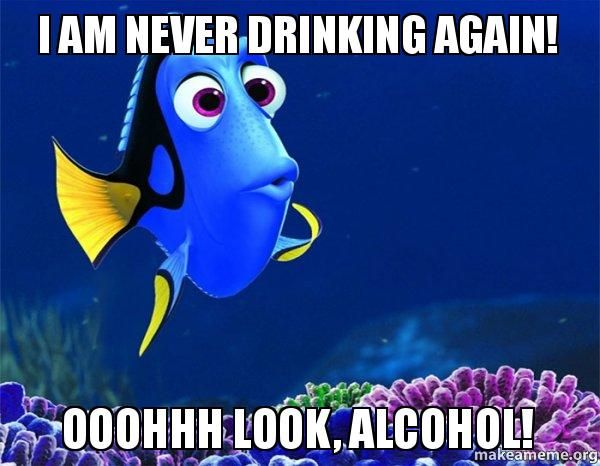 I AM NEVER DRINKING AGAIN!
OOOHHH LOOK, ALCOHOL!
makeameme.org